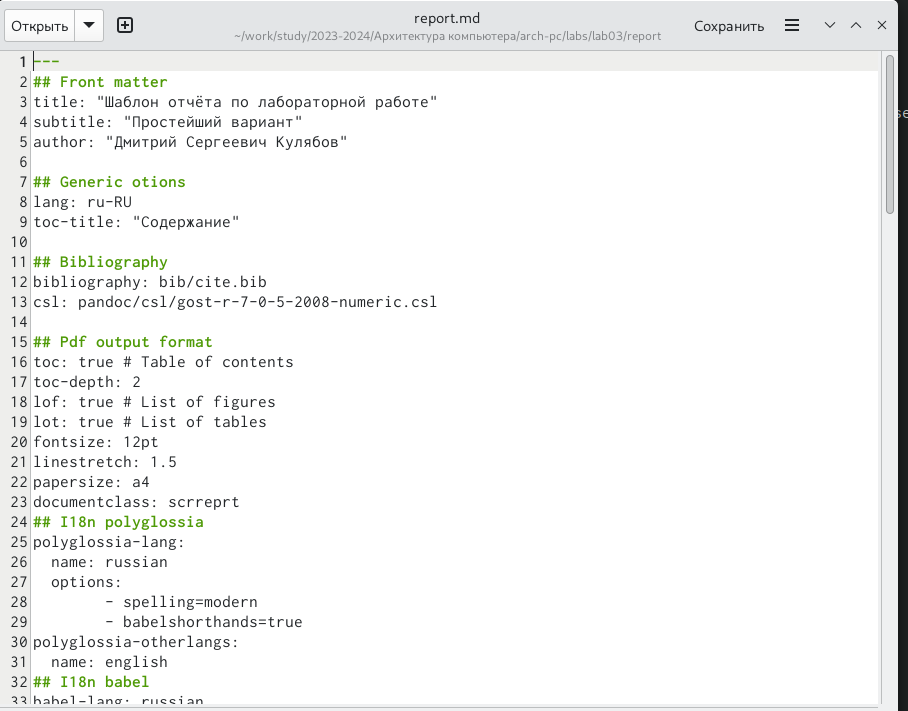 Открыть
report.md
~/work/study/2023-2024/Архитектура компьютера/arch-pc/labs/lab03/report
Сохранить
1 ---
2 ## Front matter
3 title: "Шаблон отчёта по лабораторной работе"
4 subtitle: "Простейший вариант"
5 author: "Дмитрий Сергеевич Кулябов"
6
7 ## Generic otions
8 lang: ru-RU
9 toc-title: "Содержание"
10
11 ## Bibliography
12 bibliography: bib/cite.bib
13 csl: pandoc/csl/gost-r-7-0-5-2008-numeric.csl
14
15 ## Pdf output format
16 toc: true # Table of contents
17 toc-depth: 2
18 lof: true # List of figures
19 lot: true # List of tables
20 fontsize: 12pt
21 linestretch: 1.5
22 papersize: a4
23 documentclass: scrreprt
24 ## I18n polyglossia
25 polyglossia-lang:
26   name: russian
27   options:
28         - spelling=modern
29         - babelshorthands=true
30 polyglossia-otherlangs:
31   name: english
32 ## I18n babel
33 babel-lang: russian